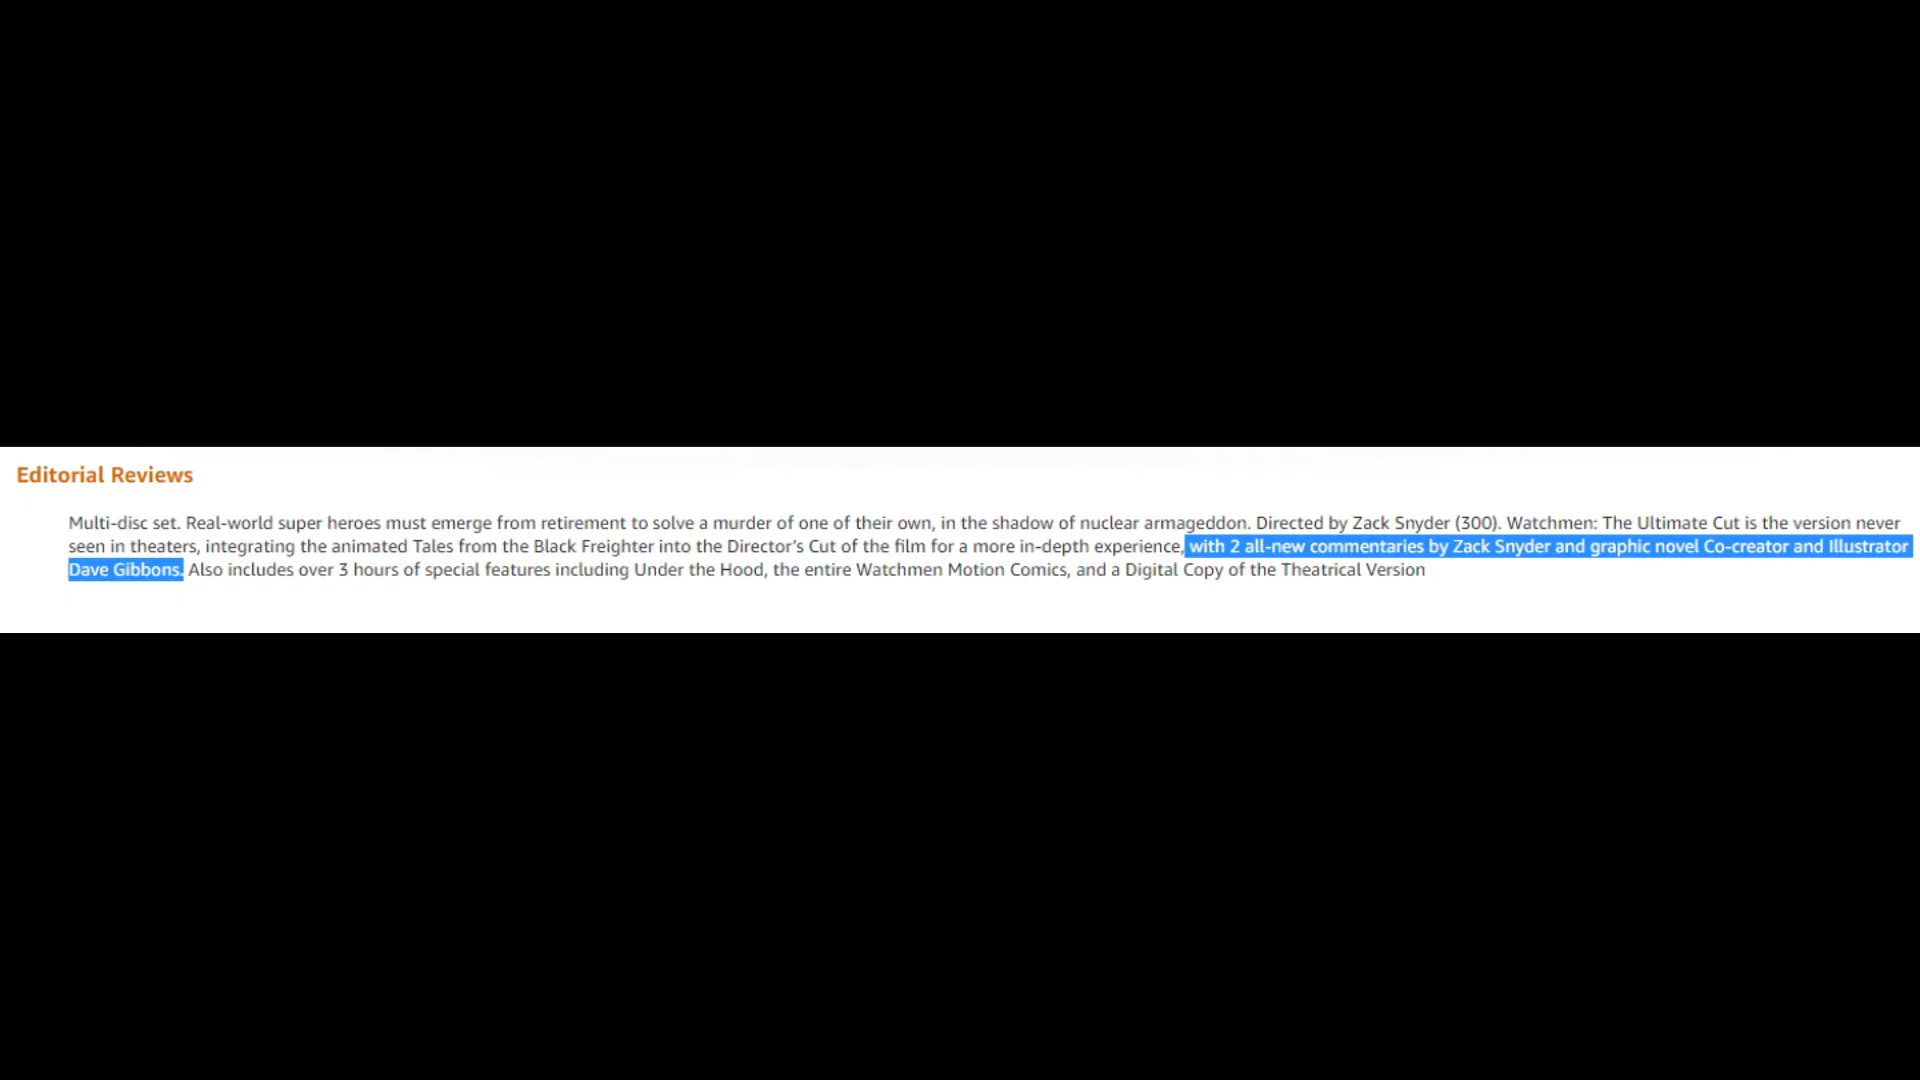 Editorial Reviews
Multi-disc set. Real-world super heroes must emerge from retirement to solve a murder of one of their own, in the shadow of nuclear armageddon. Directed by Zack Snyder (300). Watchmen: The Ultimate Cut is the version never
seen in theaters, integrating the animated Tales from the Black Freighter into the Director’s Cut of the film for a more in-depth experience, with 2 all-new commentaries by Zack Snyder and graphic novel Co-creator and Illustrator
Dave Gibbons. Also includes over 3 hours of special features including Under the Hood, the entire Watchmen Motion Comics, and a Digital Copy of the Theatrical Version